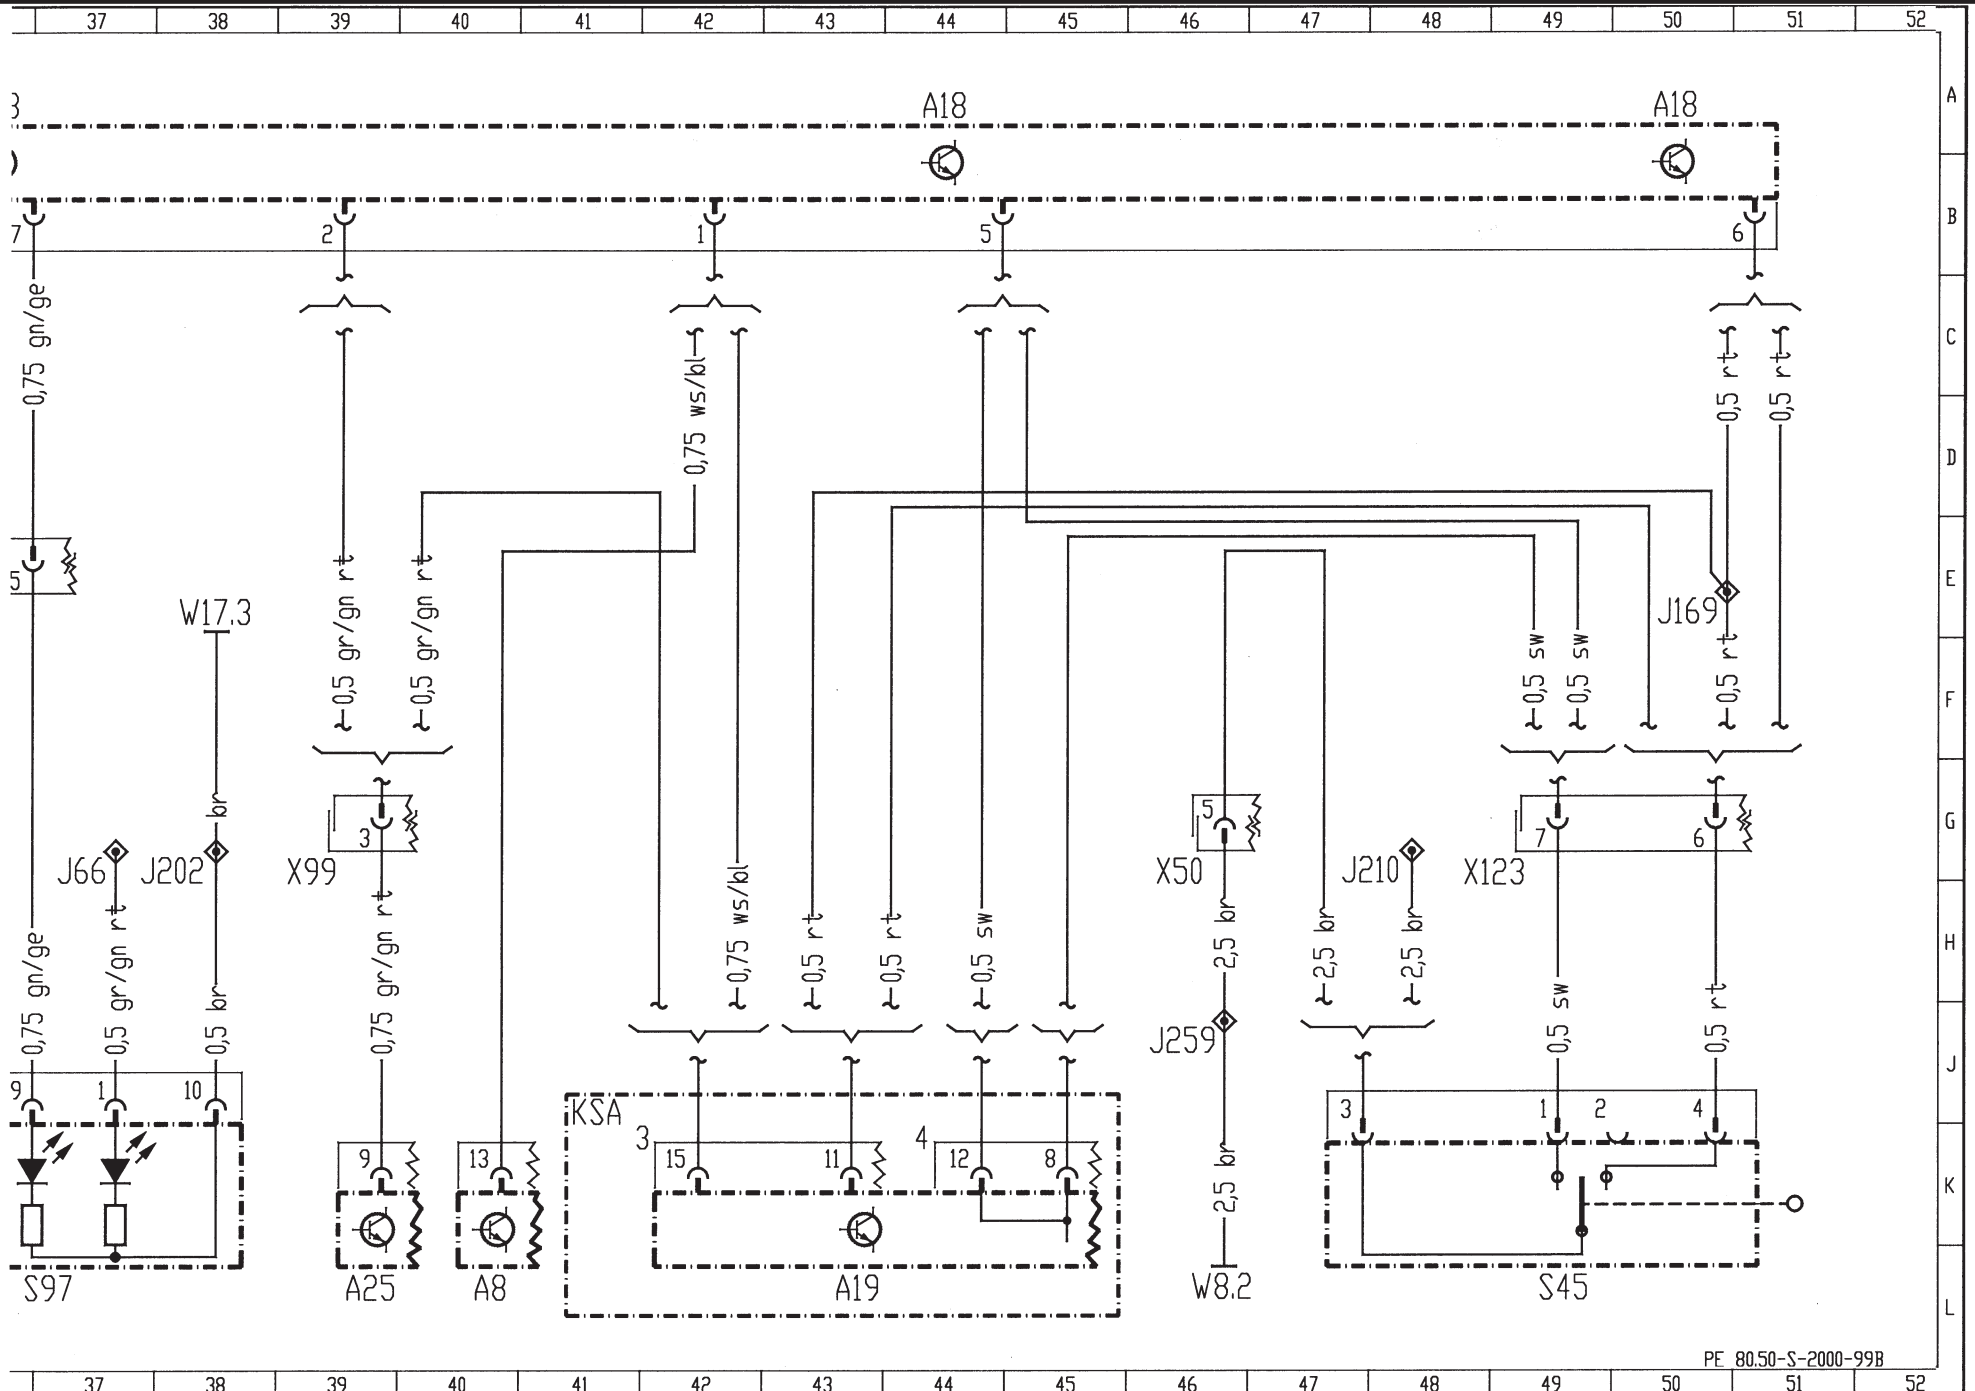 37 38 39 40 41 42 43 44 45 46 47 48 49 50 51 52
A
A18 A18
B
7 2 1 5 6
C
0,75 gn/ge
0,75 ws/bl
0,5 rt
0,5 rt
D
5
E
W17.3
J169
0,5 gr/gn rt
0,5 gr/gn rt
0,5 sw
0,5 sw
0,5 rt
F
br
3
5
7
6
G
J66
J202
X99
X50
J210
X123
0,75 gn/ge
0,5 gr/gn rt
0,5 br
0,75 gr/gn rt
0,75 ws/bl
0,5 rt
0,5 rt
0,5 sw
2,5 br
2,5 br
2,5 br
H
0,5 sw
0,5 rt
J259
J
9 1 10
KSA
3 1 2 4
3 4
9 13 15 11 12 8
2,5 br
K
S97 A25 A8 A19 W8.2 S45
L
PE 80.50-S-2000-99B
37 38 39 40 41 42 43 44 45 46 47 48 49 50 51 52